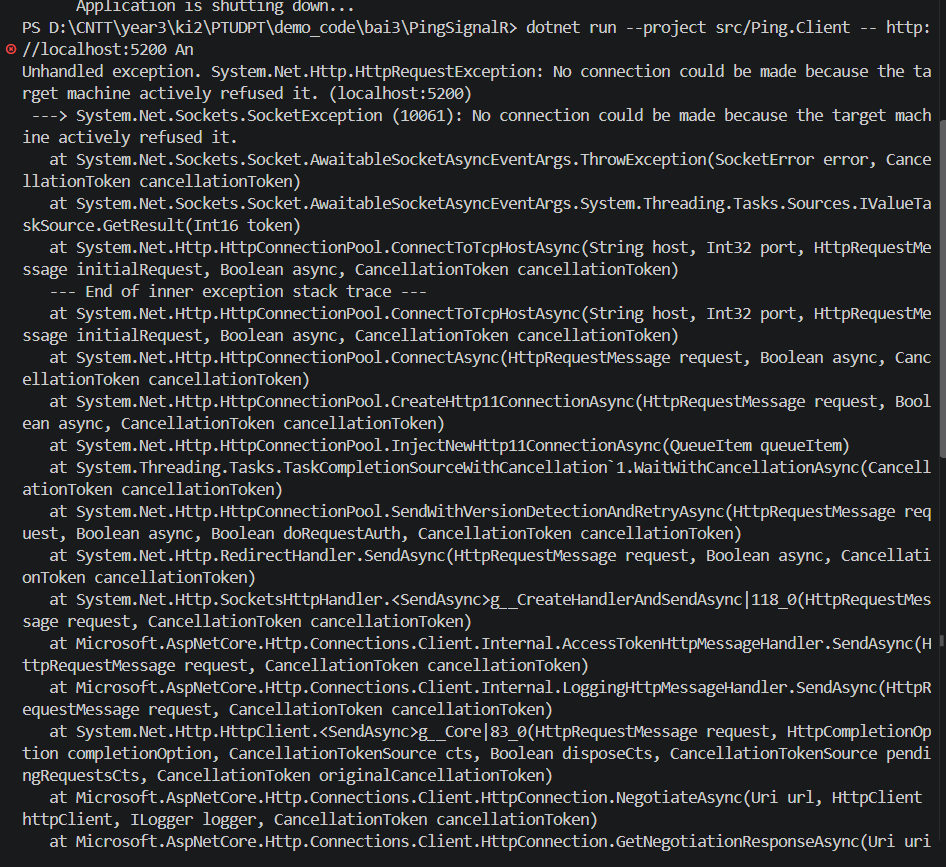 Application is shutting down...
PS D:\CNTT\year3\ki2\PTUDPT\demo_code\bai3\PingSignalR> dotnet run --project src/Ping.Client -- http:
//localhost:5200 An
Unhandled exception. System.Net.Http.HttpRequestException: No connection could be made because the ta
rget machine actively refused it. (localhost:5200)
 ---> System.Net.Sockets.SocketException (10061): No connection could be made because the target mach
ine actively refused it.
   at System.Net.Sockets.Socket.AwaitableSocketAsyncEventArgs.ThrowException(SocketError error, Cance
llationToken cancellationToken)
   at System.Net.Sockets.Socket.AwaitableSocketAsyncEventArgs.System.Threading.Tasks.Sources.IValueTa
skSource.GetResult(Int16 token)
   at System.Net.Http.HttpConnectionPool.ConnectToTcpHostAsync(String host, Int32 port, HttpRequestMe
ssage initialRequest, Boolean async, CancellationToken cancellationToken)
   --- End of inner exception stack trace ---
   at System.Net.Http.HttpConnectionPool.ConnectToTcpHostAsync(String host, Int32 port, HttpRequestMe
ssage initialRequest, Boolean async, CancellationToken cancellationToken)
   at System.Net.Http.HttpConnectionPool.ConnectAsync(HttpRequestMessage request, Boolean async, Canc
ellationToken cancellationToken)
   at System.Net.Http.HttpConnectionPool.CreateHttp11ConnectionAsync(HttpRequestMessage request, Bool
ean async, CancellationToken cancellationToken)
   at System.Net.Http.HttpConnectionPool.InjectNewHttp11ConnectionAsync(QueueItem queueItem)
   at System.Threading.Tasks.TaskCompletionSourceWithCancellation`1.WaitWithCancellationAsync(Cancell
ationToken cancellationToken)
   at System.Net.Http.HttpConnectionPool.SendWithVersionDetectionAndRetryAsync(HttpRequestMessage req
uest, Boolean async, Boolean doRequestAuth, CancellationToken cancellationToken)
   at System.Net.Http.RedirectHandler.SendAsync(HttpRequestMessage request, Boolean async, Cancellati
onToken cancellationToken)
   at System.Net.Http.SocketsHttpHandler.<SendAsync>g__CreateHandlerAndSendAsync|118_0(HttpRequestMes
sage request, CancellationToken cancellationToken)
   at Microsoft.AspNetCore.Http.Connections.Client.Internal.AccessTokenHttpMessageHandler.SendAsync(H
ttpRequestMessage request, CancellationToken cancellationToken)
   at Microsoft.AspNetCore.Http.Connections.Client.Internal.LoggingHttpMessageHandler.SendAsync(HttpR
equestMessage request, CancellationToken cancellationToken)
   at System.Net.Http.HttpClient.<SendAsync>g__Core|83_0(HttpRequestMessage request, HttpCompletionOp
tion completionOption, CancellationTokenSource cts, Boolean disposeCts, CancellationTokenSource pendi
ngRequestsCts, CancellationToken originalCancellationToken)
   at Microsoft.AspNetCore.Http.Connections.Client.HttpConnection.NegotiateAsync(Uri url, HttpClient 
httpClient, ILogger logger, CancellationToken cancellationToken)
   at Microsoft.AspNetCore.Http.Connections.Client.HttpConnection.GetNegotiationResponseAsync(Uri uri